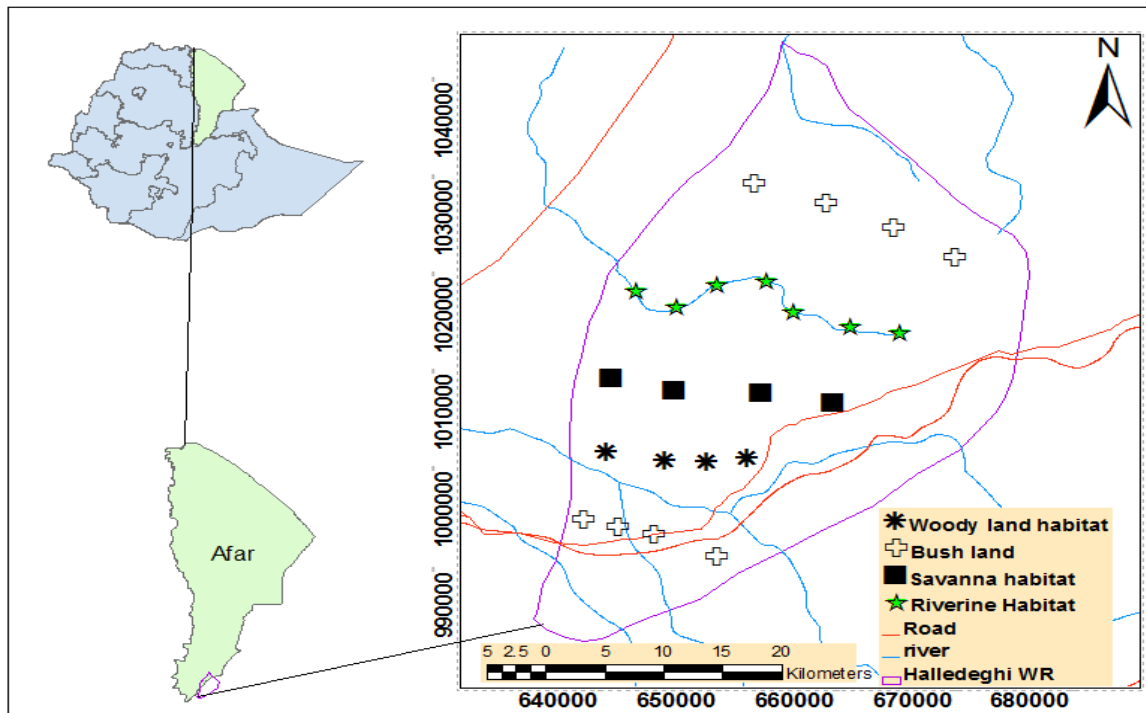 Afar
N
1040000
1030000
1020000
1010000
1000000
990000
Woody land habitat
Bush land
Savanna habitat
Riverine Habitat
Road
river
Halledeghi WR
5 2.5 0 5 10 15 20
Kilometers
640000 650000 660000 670000 680000